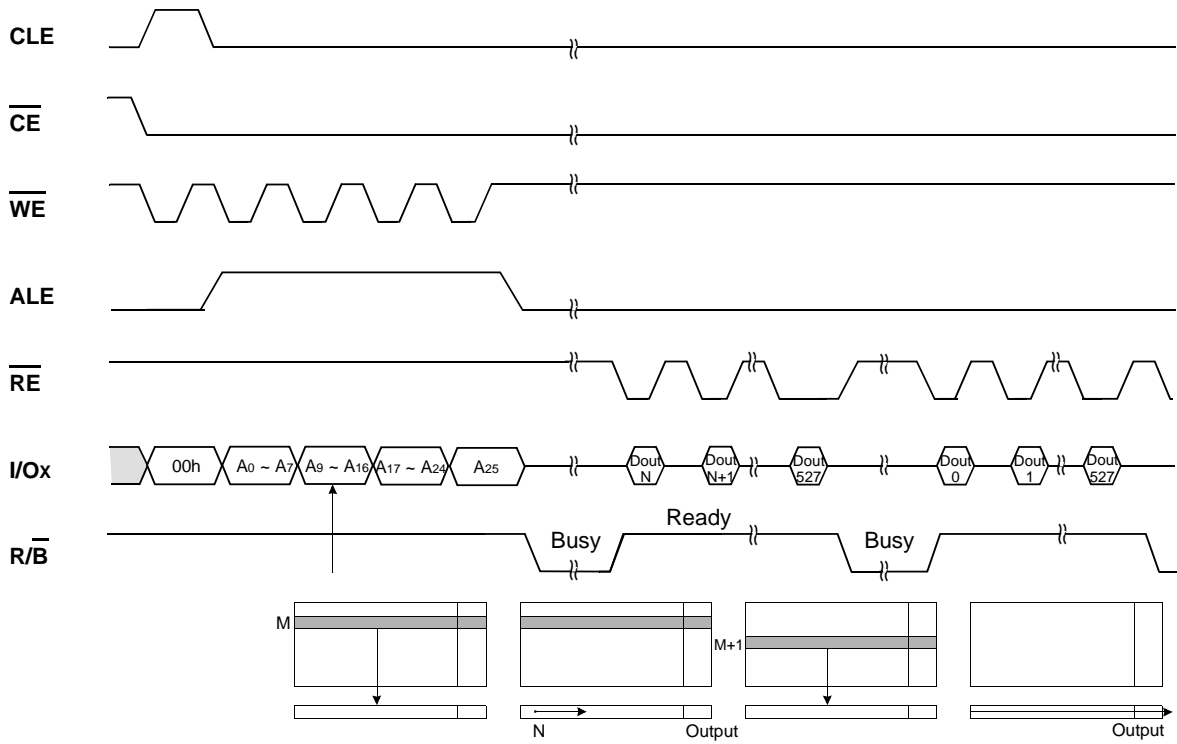 CLE
CE
WE
ALE
RE
I/Ox 00h A0 ~ A7 A9 ~ A16 A17 ~ A24 A25 Dout N Dout N+1 Dout 527 Dout 0 Dout 1 Dout 527
Ready
R/B Busy Busy
M
M+1
N Output Output